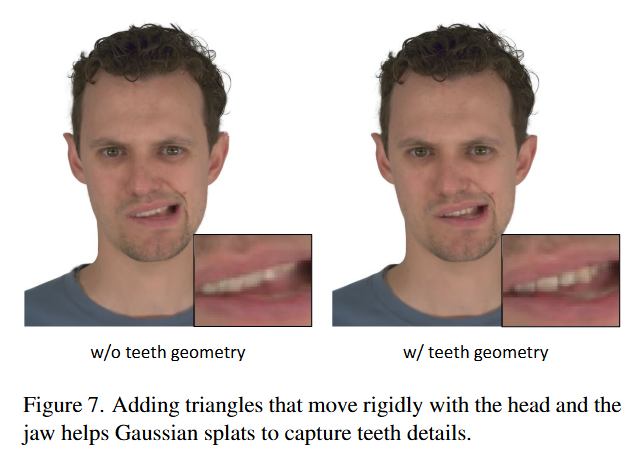 w/o teeth geometry
w/ teeth geometry
Figure 7. Adding triangles that move rigidly with the head and the
jaw helps Gaussian splats to capture teeth details.